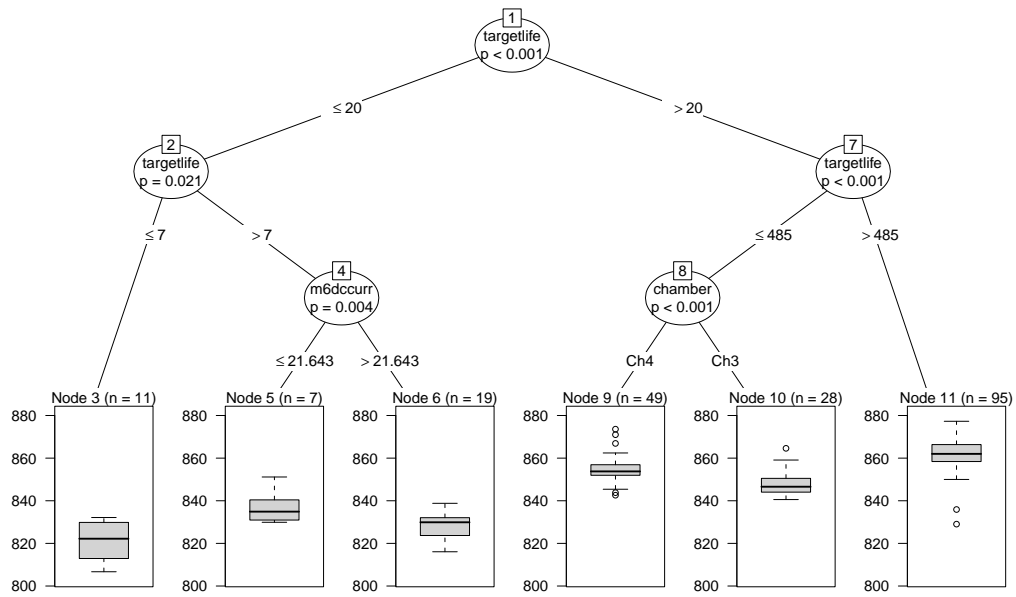 1
targetlife
p < 0.001
≤ 20
> 20
2
targetlife
p = 0.021
7
targetlife
p < 0.001
≤ 7
> 7
≤ 485
> 485
4
m6dccurr
p = 0.004
8
chamber
p < 0.001
≤ 21.643
> 21.643
Ch4
Ch3
Node 3 (n = 11)
800
820
840
860
880
Node 5 (n = 7)
800
820
840
860
880
Node 6 (n = 19)
800
820
840
860
880
Node 9 (n = 49)
800
820
840
860
880
Node 10 (n = 28)
800
820
840
860
880
Node 11 (n = 95)
800
820
840
860
880